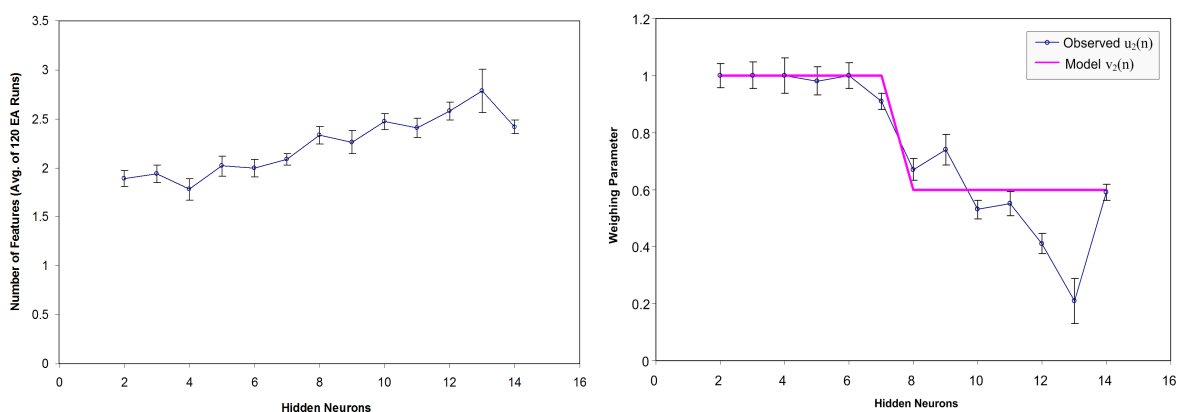 3.5
3
2.5
2
1.5
1
0.5
0
0 2 4 6 8 10 12 14 16
Number of Features (Avg. of 120 EA Runs)
Hidden Neurons
1.2
1
0.8
0.6
0.4
0.2
0
0 2 4 6 8 10 12 14 16
Weighing Parameter
Hidden Neurons
Observed u₂(n)
Model v₂(n)